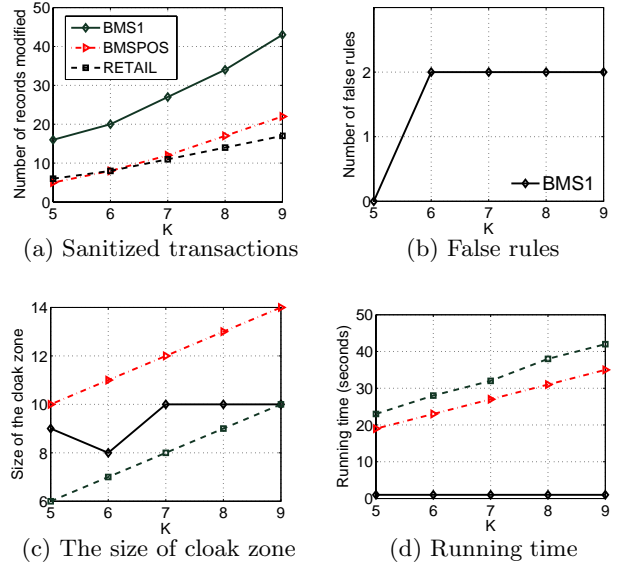 Number of records modified
50
40
30
20
10
0
BMS1
BMSPOS
RETAIL
5 6 7 8 9
K
(a) Sanitized transactions
Number of false rules
2
1
0
BMS1
5 6 7 8 9
K
(b) False rules
Size of the cloak zone
14
12
10
8
6
5 6 7 8 9
K
(c) The size of cloak zone
Running time (seconds)
50
40
30
20
10
0
5 6 7 8 9
K
(d) Running time